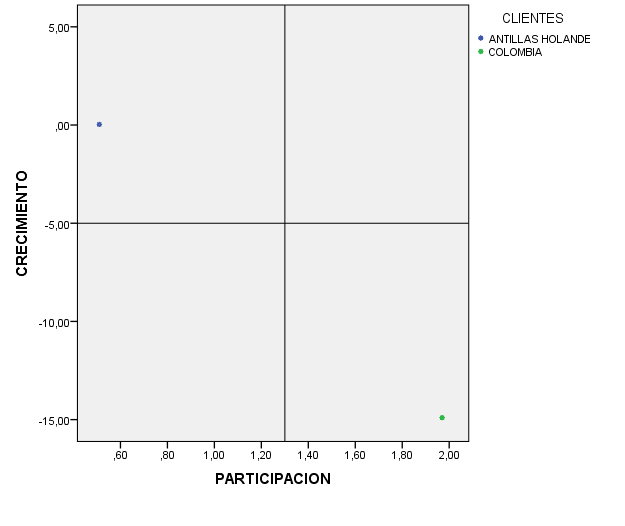 CLIENTES
ANTILLAS HOLANDE
COLOMBIA
5,00
,00
-5,00
-10,00
-15,00
CRECIMIENTO
,60 ,80 1,00 1,20 1,40 1,60 1,80 2,00
PARTICIPACION